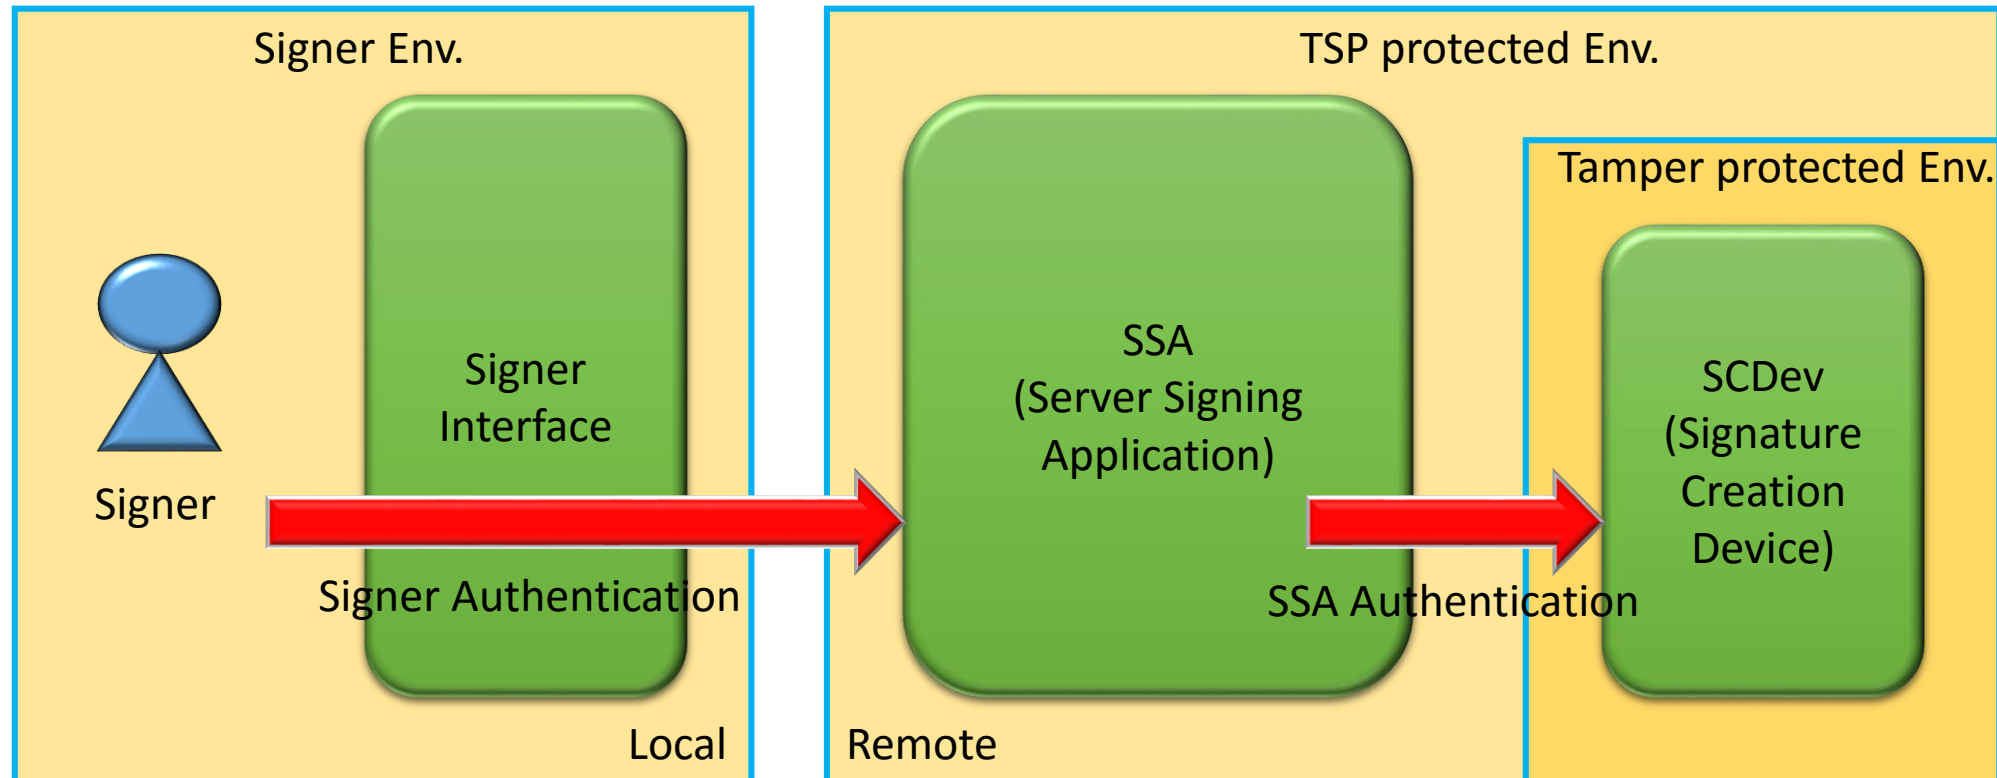 Signer Env.
TSP protected Env.
Tamper protected Env.
Signer
Signer
Interface
SSA
(Server Signing
Application)
SCDev
(Signature
Creation
Device)
Signer Authentication
SSA Authentication
Local
Remote